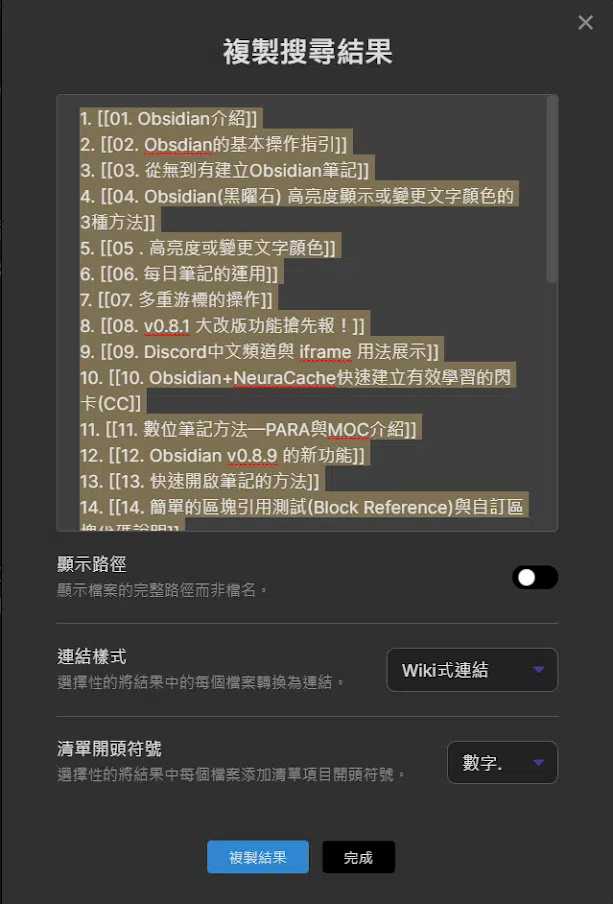 複製搜尋結果
1. [[01. Obsidian介紹]]
2. [[02. Obsdian的基本操作指引]]
3. [[03. 從無到有建立Obsidian筆記]]
4. [[04. Obsidian(黑曜石) 高亮度顯示或變更文字顏色的
3種方法]]
5. [[05 . 高亮度或變更文字顏色]]
6. [[06. 每日筆記的運用]]
7. [[07. 多重游標的操作]]
8. [[08. v0.8.1 大改版功能搶先報！]]
9. [[09. Discord中文頻道與 iframe 用法展示]]
10. [[10. Obsidian+NeuraCache快速建立有效學習的閃
卡(CC]]
11. [[11. 數位筆記方法—PARA與MOC介紹]]
12. [[12. Obsidian v0.8.9 的新功能]]
13. [[13. 快速開啟筆記的方法]]
14. [[14. 簡單的區塊引用測試(Block Reference)與自訂區
塊代碼說明]]
顯示路徑
顯示檔案的完整路徑而非檔名。
連結樣式
選擇性的將結果中的每個檔案轉換為連結。
Wiki式連結
清單開頭符號
選擇性的將結果中每個檔案添加清單項目開頭符號。
數字.
複製結果
完成